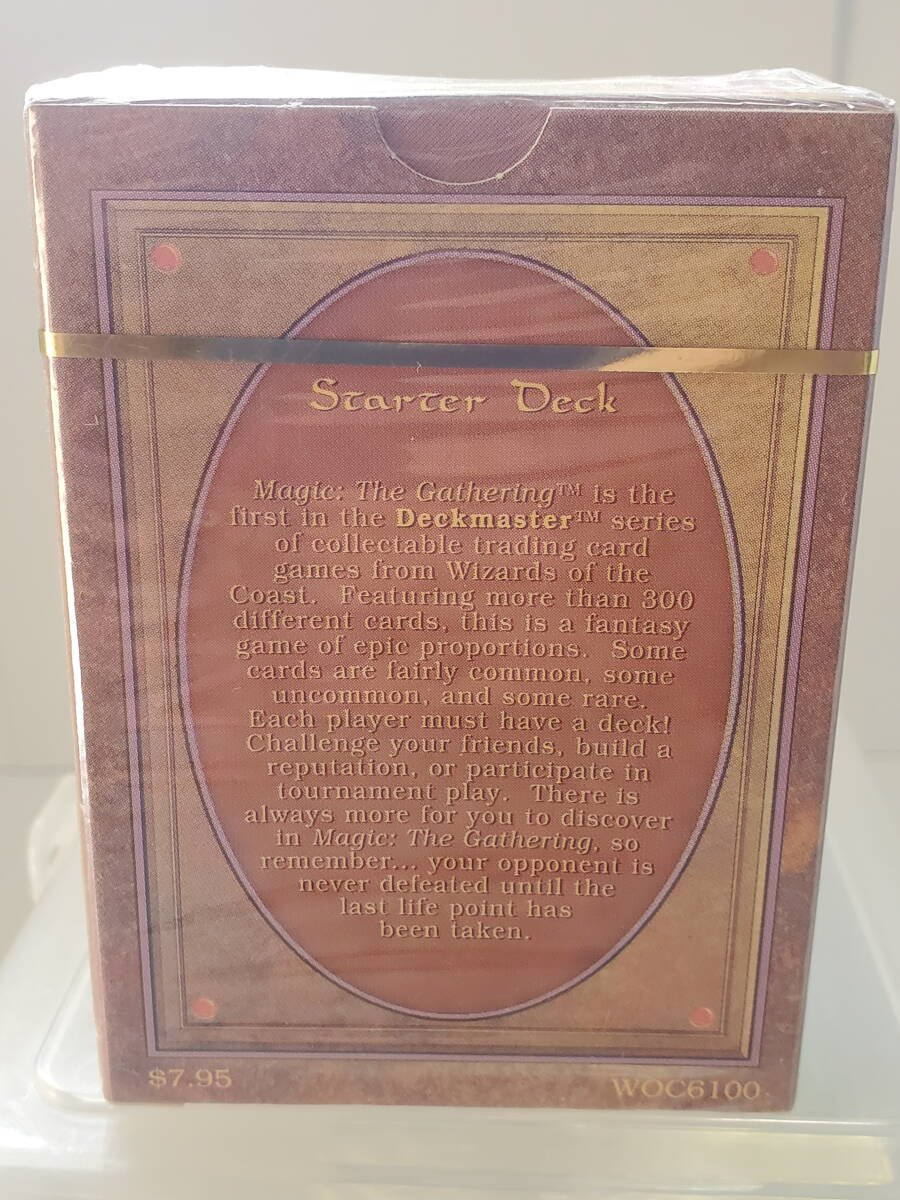 Starter Deck
Magic: The Gathering™ is the
first in the Deckmaster™ series
of collectable trading card
games from Wizards of the
Coast. Featuring more than 300
different cards, this is a fantasy
game of epic proportions. Some
cards are fairly common, some
uncommon, and some rare.
Each player must have a deck!
Challenge your friends, build a
reputation, or participate in
tournament play. There is
always more for you to discover
in Magic: The Gathering, so
remember... your opponent is
never defeated until the
last life point has
been taken.
$7.95
WOC6100